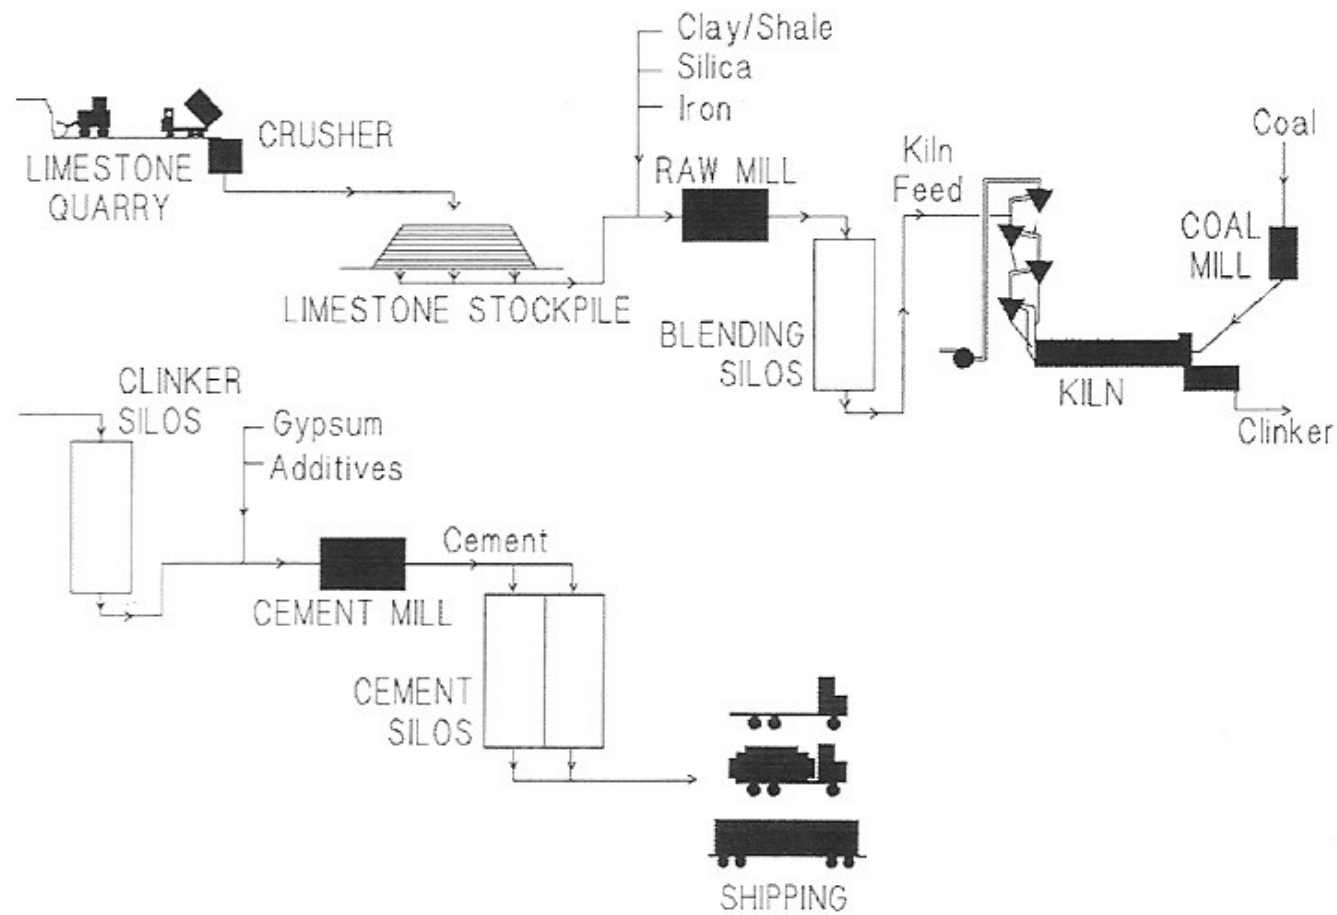 Clay/Shale
Silica
Iron
CRUSHER
LIMESTONE
QUARRY
LIMESTONE STOCKPILE
RAW MILL
BLENDING
SILOS
Kiln
Feed
Coal
COAL
MILL
KILN
Clinker
CLINKER
SILOS
Gypsum
Additives
Cement
CEMENT MILL
CEMENT
SILOS
SHIPPING